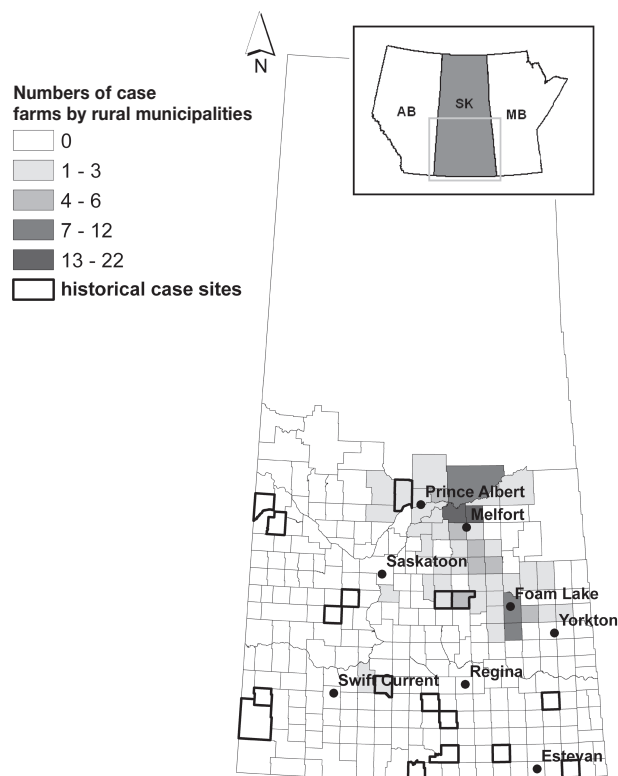 N
Numbers of case
farms by rural municipalities
0
1 - 3
4 - 6
7 - 12
13 - 22
historical case sites
AB
SK
MB
Prince Albert
Melfort
Saskatoon
Foam Lake
Yorkton
Regina
Swift Current
Estevan